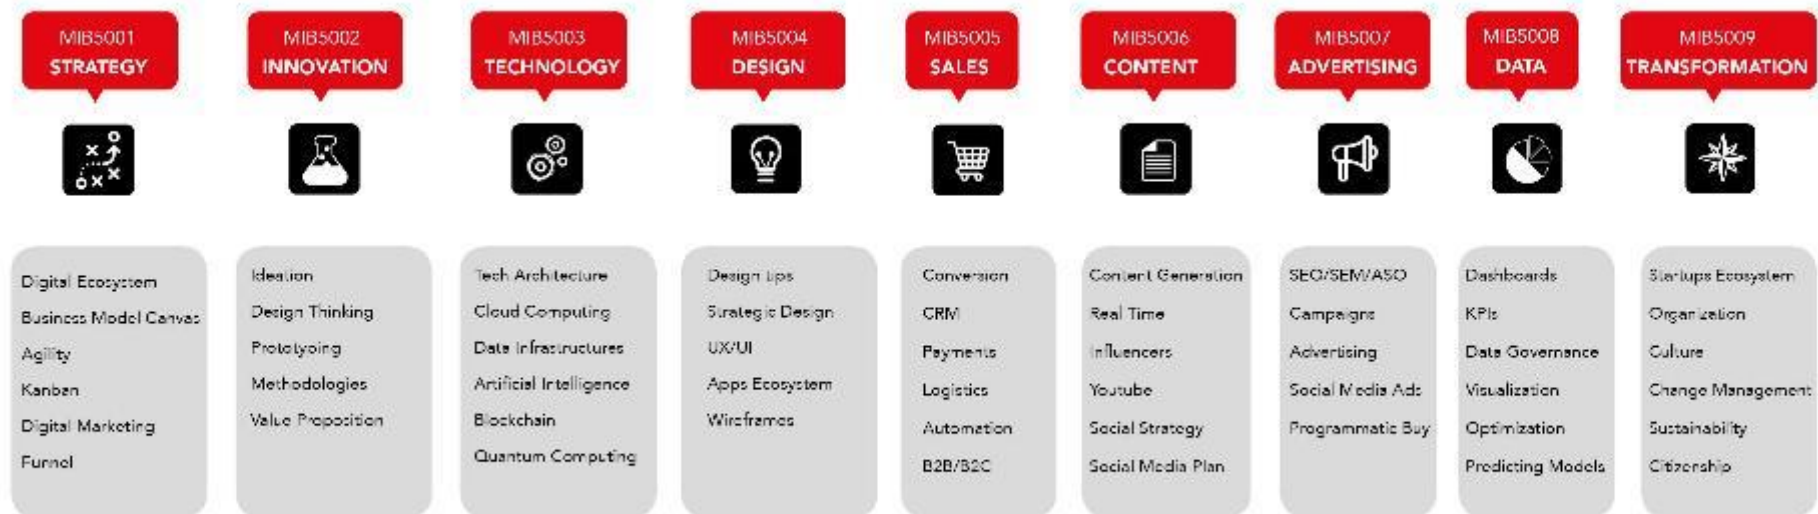 MIB5001
STRATEGY
Digital Ecosystem
Business Model Canvas
Agility
Kanban
Digital Marketing
Funnel
MIB5002
INNOVATION
Ideation
Design Thinking
Prototyping
Methodologies
Value Proposition
MIB5003
TECHNOLOGY
Tech Architecture
Cloud Computing
Data Infrastructures
Artificial Intelligence
Blockchain
Quantum Computing
MIB5004
DESIGN
Design tips
Strategic Design
UX/UI
Apps Ecosystem
Wireframes
MIB5005
SALES
Conversion
CRM
Payments
Logistics
Automation
B2B/B2C
MIB5006
CONTENT
Content Generation
Real Time
Influencers
Youtube
Social Strategy
Social Media Plan
MIB5007
ADVERTISING
SEO/SEM/ASO
Campaigns
Advertising
Social Media Ads
Programmatic Buy
MIB5008
DATA
Dashboards
KPIs
Data Governance
Visualization
Optimization
Predicting Models
MIB5009
TRANSFORMATION
Startups Ecosystem
Organization
Culture
Change Management
Sustainability
Citizenship